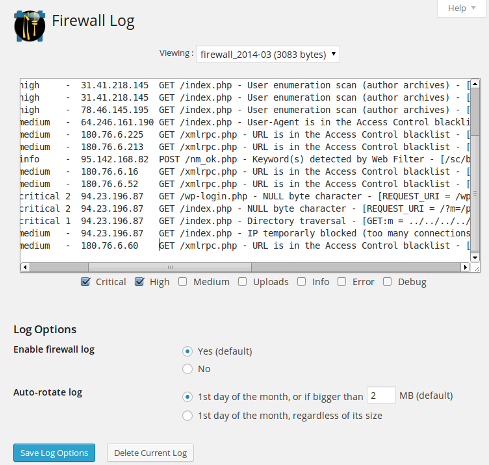 Help
Firewall Log
Viewing : firewall_2014-03 (3083 bytes)
high - 31.41.218.145 GET /index.php - User enumeration scan (author archives) - [
high - 31.41.218.145 GET /index.php - User enumeration scan (author archives) - [
high - 78.46.145.195 GET /index.php - User enumeration scan (author archives) - [
medium - 64.246.161.190 GET /index.php - User-Agent is in the Access Control blackli
medium - 180.76.6.225 GET /xmlrpc.php - URL is in the Access Control blacklist - [
medium - 180.76.6.213 GET /xmlrpc.php - URL is in the Access Control blacklist - [
info - 95.142.168.82 POST /nm_ok.php - Keyword(s) detected by Web Filter - [/sc/b
medium - 180.76.6.16 GET /xmlrpc.php - URL is in the Access Control blacklist - [
medium - 180.76.6.52 GET /xmlrpc.php - URL is in the Access Control blacklist - [
critical 2 94.23.196.87 GET /wp-login.php - NULL byte character - [REQUEST_URI = /wp
critical 2 94.23.196.87 GET /index.php - NULL byte character - [REQUEST_URI = /?m=/p
critical 1 94.23.196.87 GET /index.php - Directory traversal - [GET:m = ../../../../
medium - 94.23.196.87 GET /index.php - IP temporarly blocked (too many connections
medium - 180.76.6.60 GET /xmlrpc.php - URL is in the Access Control blacklist - [
Critical High Medium Uploads Info Error Debug
Log Options
Enable firewall log
Yes (default)
No
Auto-rotate log
1st day of the month, or if bigger than 2 MB (default)
1st day of the month, regardless of its size
Save Log Options Delete Current Log